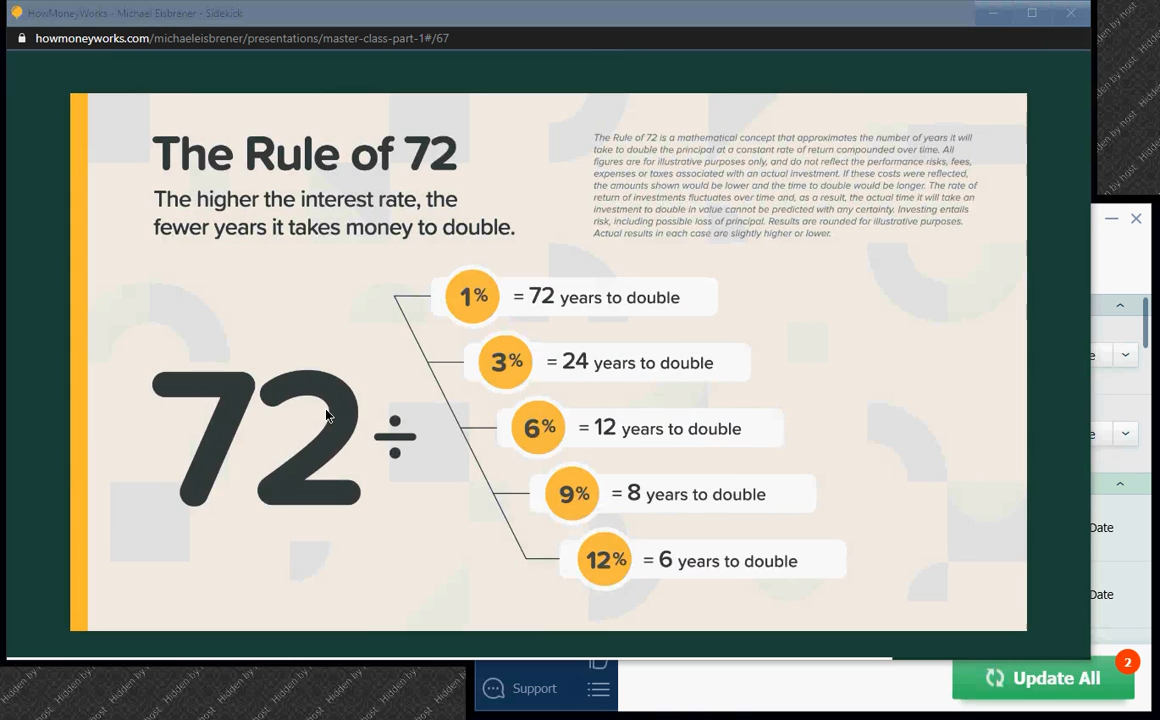 HowMoneyWorks - Michael Eisbrener - Sidekick
howmoneyworks.com/michaeleisbrener/presentations/master-class-part-1#/67
The Rule of 72
The higher the interest rate, the
fewer years it takes money to double.
The Rule of 72 is a mathematical concept that approximates the number of years it will
take to double the principal at a constant rate of return compounded over time. All
figures are for illustrative purposes only, and do not reflect the performance risks, fees,
expenses or taxes associated with an actual investment. If these costs were reflected,
the amounts shown would be lower and the time to double would be longer. The rate of
return of investments fluctuates over time and, as a result, the actual time it will take an
investment to double in value cannot be predicted with any certainty. Investing entails
risk, including possible loss of principal. Results are rounded for illustrative purposes.
Actual results in each case are slightly higher or lower.
72 ÷
1% = 72 years to double
3% = 24 years to double
6% = 12 years to double
9% = 8 years to double
12% = 6 years to double
e
e
Date
Date
Support
Update All
2
Hidden by host